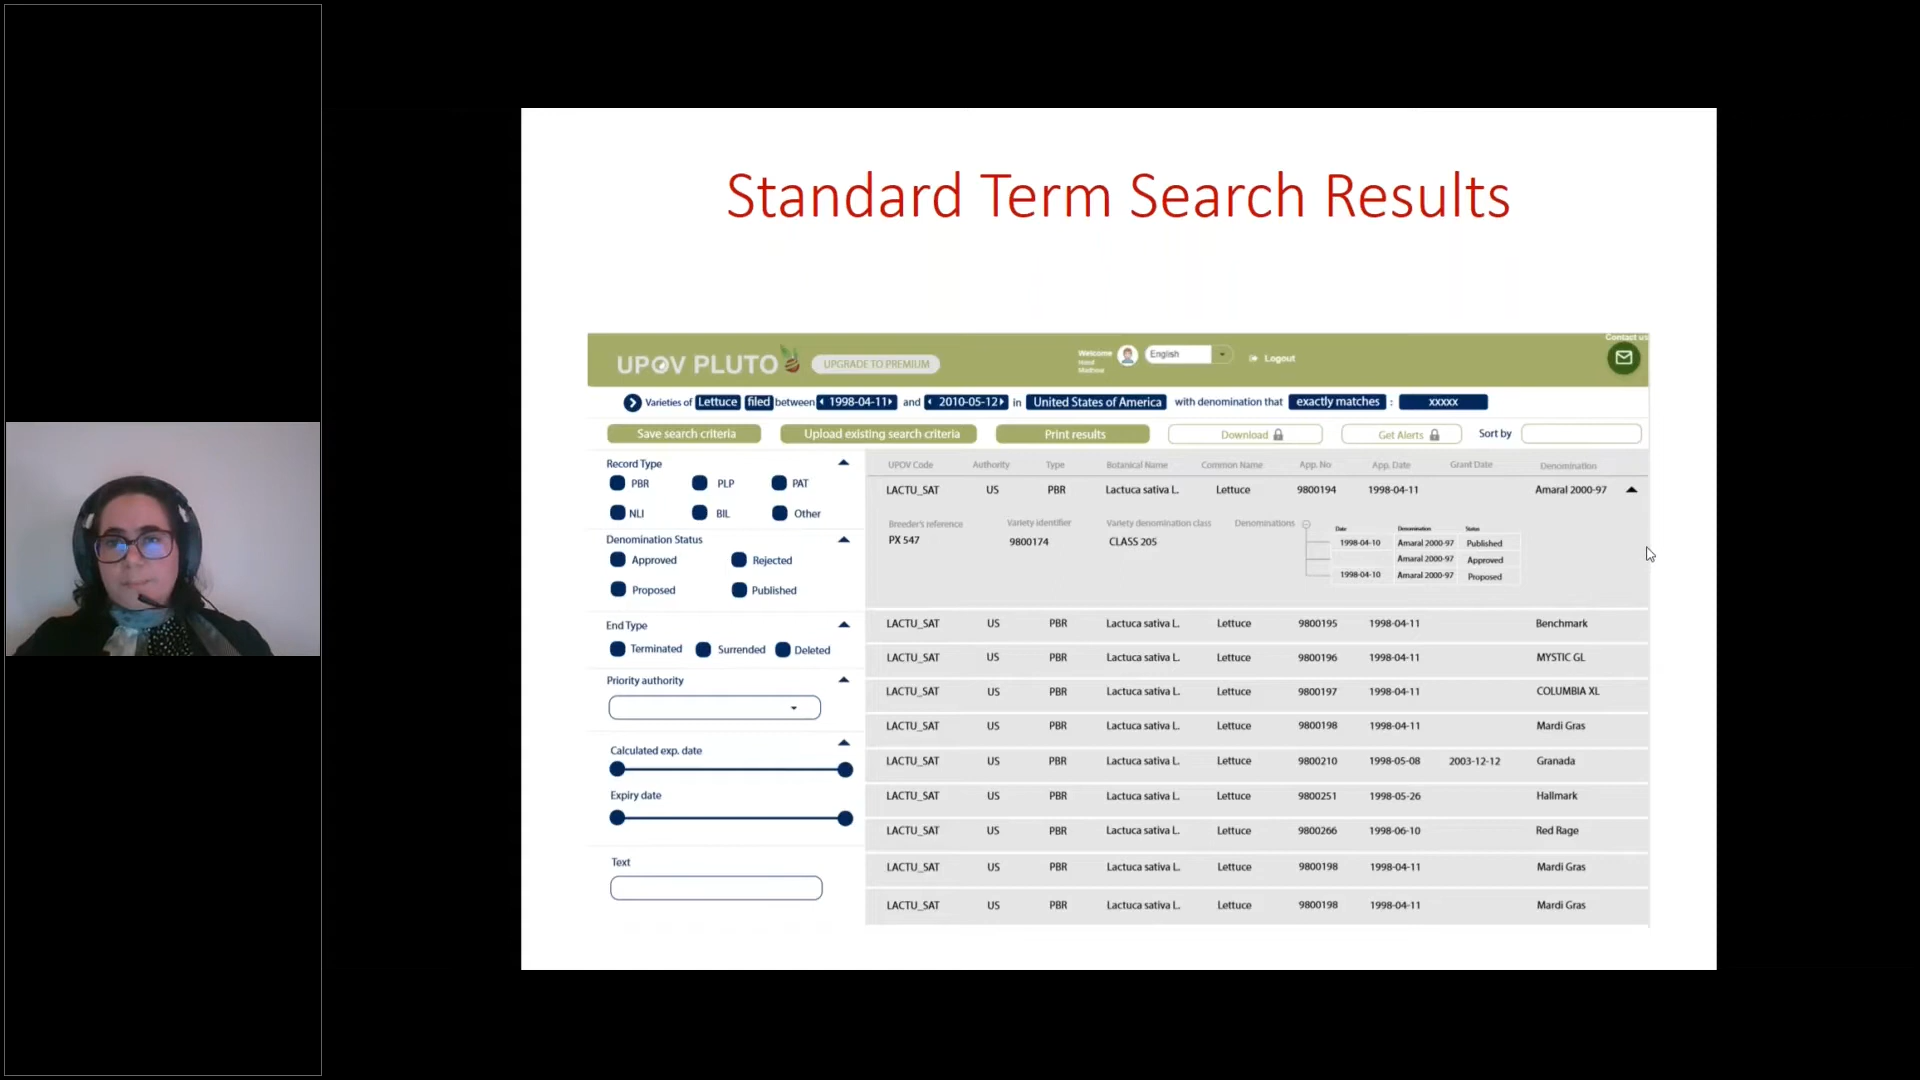 Standard Term Search Results
Contact us
UPOV PLUTO UPGRADE TO PREMIUM Welcome English Logout
Varieties of Lettuce filed between 1998-04-11 and 2010-05-12 in United States of America with denomination that exactly matches : xxxxx
Save search criteria Upload existing search criteria Print results Download Get Alerts Sort by
Record Type
PBR PLP PAT
NLI BIL Other
Denomination Status
Approved Rejected
Proposed Published
End Type
Terminated Surrended Deleted
Priority authority
Calculated exp. date
Expiry date
Text
UPOV Code Authority Type Botanical Name Common Name App. No App. Date Grant Date Denomination
LACTU_SAT US PBR Lactuca sativa L. Lettuce 9800194 1998-04-11 Amaral 2000-97
Breeder's reference Variety identifier Variety denomination class Denominations
PX 547 9800174 CLASS 205
Date Denomination Status
1998-04-10 Amaral 2000-97 Published
Amaral 2000-97 Approved
1998-04-10 Amaral 2000-97 Proposed
LACTU_SAT US PBR Lactuca sativa L. Lettuce 9800195 1998-04-11 Benchmark
LACTU_SAT US PBR Lactuca sativa L. Lettuce 9800196 1998-04-11 MYSTIC GL
LACTU_SAT US PBR Lactuca sativa L. Lettuce 9800197 1998-04-11 COLUMBIA XL
LACTU_SAT US PBR Lactuca sativa L. Lettuce 9800198 1998-04-11 Mardi Gras
LACTU_SAT US PBR Lactuca sativa L. Lettuce 9800210 1998-05-08 2003-12-12 Granada
LACTU_SAT US PBR Lactuca sativa L. Lettuce 9800251 1998-05-26 Hallmark
LACTU_SAT US PBR Lactuca sativa L. Lettuce 9800266 1998-06-10 Red Rage
LACTU_SAT US PBR Lactuca sativa L. Lettuce 9800198 1998-04-11 Mardi Gras
LACTU_SAT US PBR Lactuca sativa L. Lettuce 9800198 1998-04-11 Mardi Gras